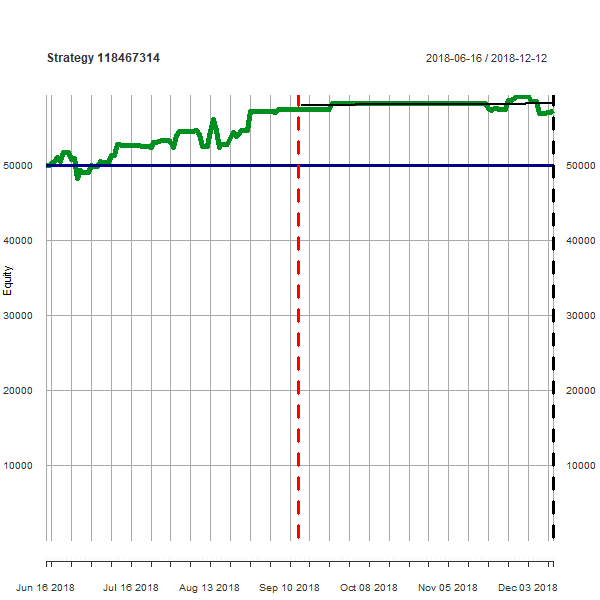 Strategy 118467314
2018-06-16 / 2018-12-12
Equity
50000
40000
30000
20000
10000
50000
40000
30000
20000
10000
Jun 16 2018
Jul 16 2018
Aug 13 2018
Sep 10 2018
Oct 08 2018
Nov 05 2018
Dec 03 2018